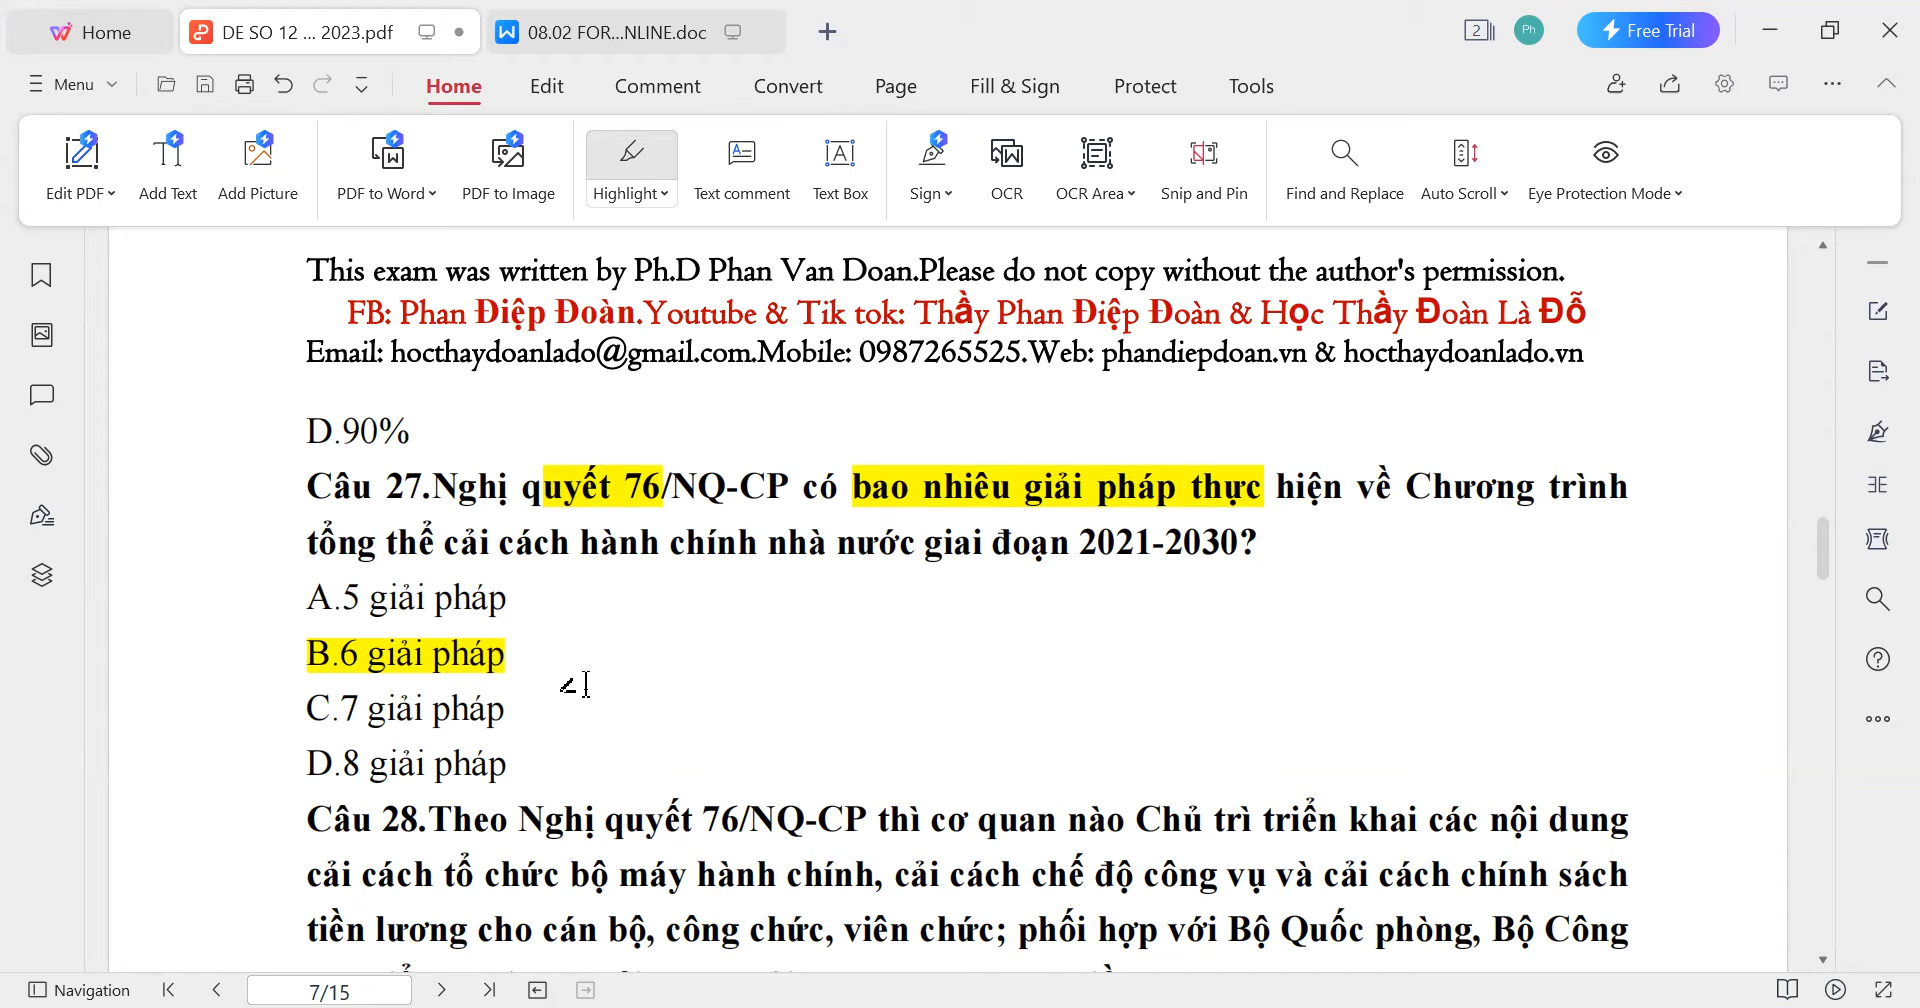 Home
DE SO 12 ... 2023.pdf
08.02 FOR...NLINE.doc
2
Ph
Free Trial
Menu
Home
Edit
Comment
Convert
Page
Fill & Sign
Protect
Tools
Edit PDF
Add Text
Add Picture
PDF to Word
PDF to Image
Highlight
Text comment
Text Box
Sign
OCR
OCR Area
Snip and Pin
Find and Replace
Auto Scroll
Eye Protection Mode
This exam was written by Ph.D Phan Van Doan.Please do not copy without the author's permission.
FB: Phan Điệp Đoàn.Youtube & Tik tok: Thầy Phan Điệp Đoàn & Học Thầy Đoàn Là Đỗ
Email: hocthaydoanlado@gmail.com.Mobile: 0987265525.Web: phandiepdoan.vn & hocthaydoanlado.vn
D.90%
Câu 27.Nghị quyết 76/NQ-CP có bao nhiêu giải pháp thực hiện về Chương trình
tổng thể cải cách hành chính nhà nước giai đoạn 2021-2030?
A.5 giải pháp
B.6 giải pháp
C.7 giải pháp
D.8 giải pháp
Câu 28.Theo Nghị quyết 76/NQ-CP thì cơ quan nào Chủ trì triển khai các nội dung
cải cách tổ chức bộ máy hành chính, cải cách chế độ công vụ và cải cách chính sách
tiền lương cho cán bộ, công chức, viên chức; phối hợp với Bộ Quốc phòng, Bộ Công
Navigation
7/15